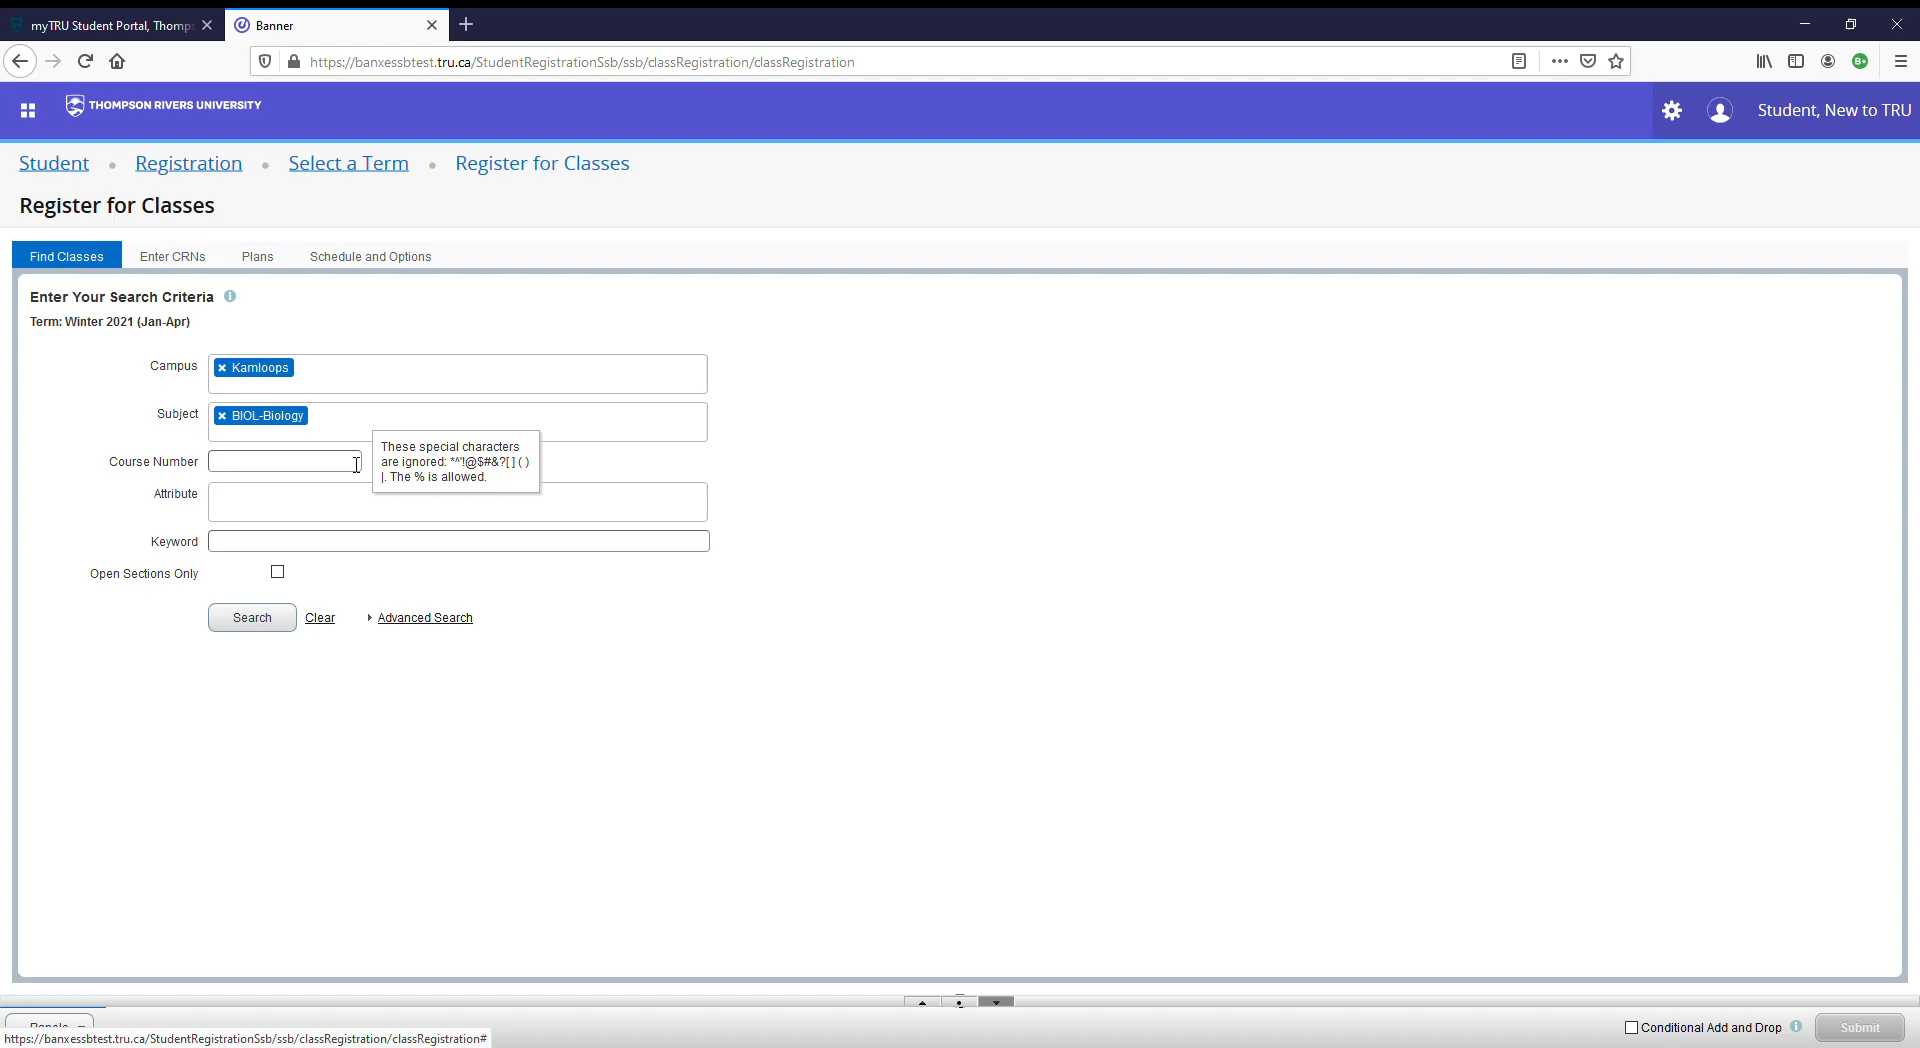 myTRU Student Portal, Thomps
Banner
https://banxessbtest.tru.ca/StudentRegistrationSsb/ssb/classRegistration/classRegistration
THOMPSON RIVERS UNIVERSITY
Student, New to TRU
Student • Registration • Select a Term • Register for Classes
Register for Classes
Find Classes Enter CRNs Plans Schedule and Options
Enter Your Search Criteria
Term: Winter 2021 (Jan-Apr)
Campus Kamloops
Subject BIOL-Biology
Course Number
These special characters
are ignored: *^'!@$#&?[ ] ( )
|. The % is allowed.
Attribute
Keyword
Open Sections Only
Search Clear Advanced Search
Panels
Conditional Add and Drop Submit
https://banxessbtest.tru.ca/StudentRegistrationSsb/ssb/classRegistration/classRegistration#